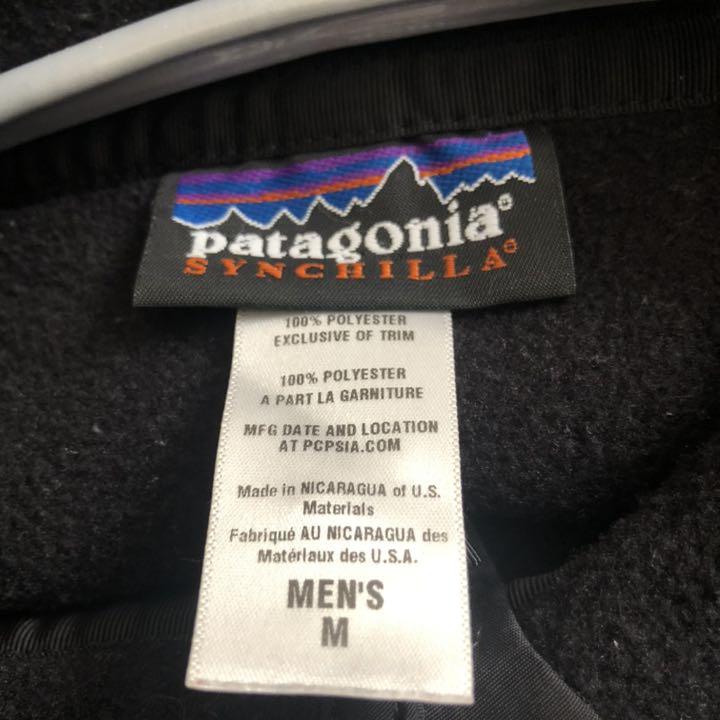 patagonia®
SYNCHILLA®
100% POLYESTER
EXCLUSIVE OF TRIM
100% POLYESTER
A PART LA GARNITURE
MFG DATE AND LOCATION
AT PCPSIA.COM
Made in NICARAGUA of U.S.
Materials
Fabriqué AU NICARAGUA des
Matériaux des U.S.A.
MEN'S
M